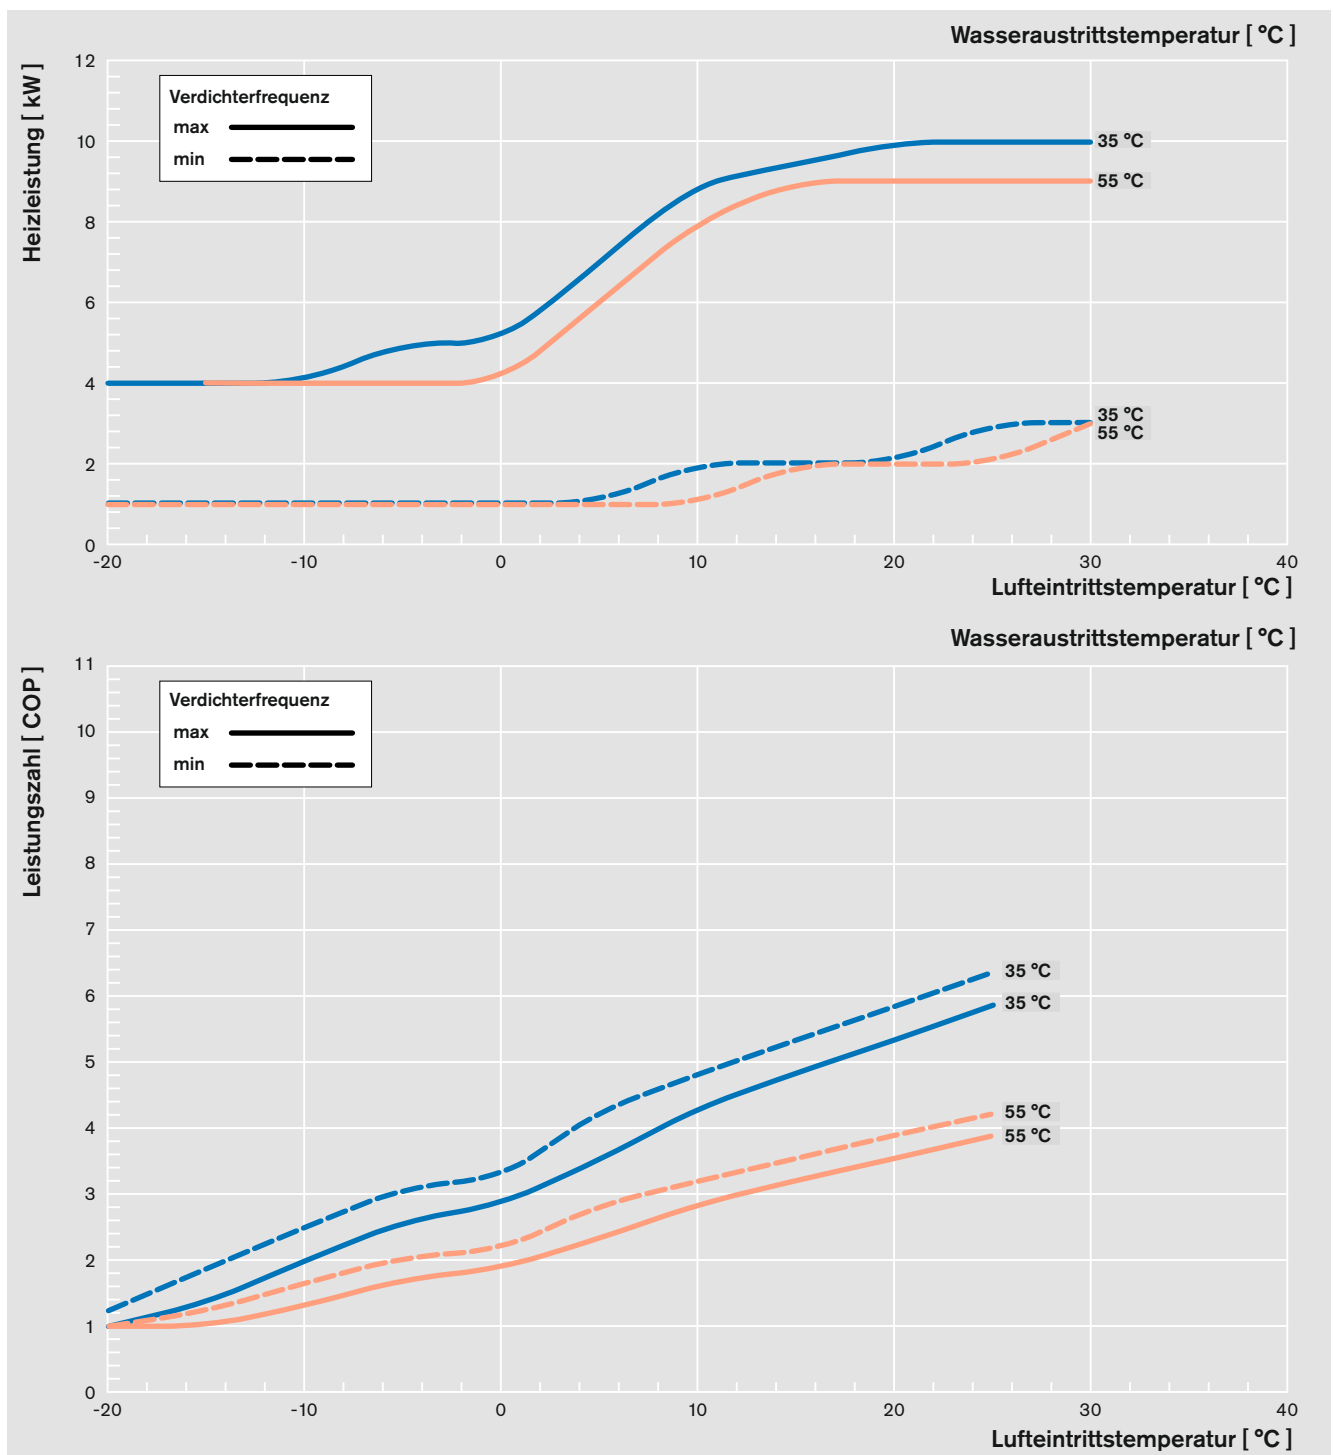 Wasseraustrittstemperatur [ °C ]
Heizleistung [ kW ]
12
10
8
6
4
2
0
Verdichterfrequenz
max
min
35 °C
55 °C
35 °C
55 °C
-20 -10 0 10 20 30 40
Lufteintrittstemperatur [ °C ]
Wasseraustrittstemperatur [ °C ]
Leistungszahl [ COP ]
11
10
9
8
7
6
5
4
3
2
1
0
Verdichterfrequenz
max
min
35 °C
35 °C
55 °C
55 °C
-20 -10 0 10 20 30 40
Lufteintrittstemperatur [ °C ]